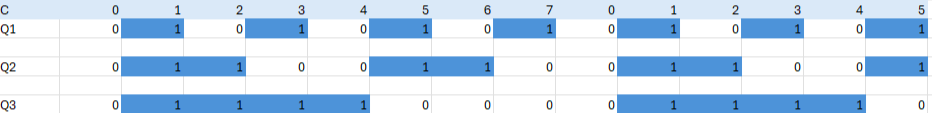 C 0 1 2 3 4 5 6 7 0 1 2 3 4 5
Q1 0 1 0 1 0 1 0 1 0 1 0 1 0 1
Q2 0 1 1 0 0 1 1 0 0 1 1 0 0 1
Q3 0 1 1 1 1 0 0 0 0 1 1 1 1 0